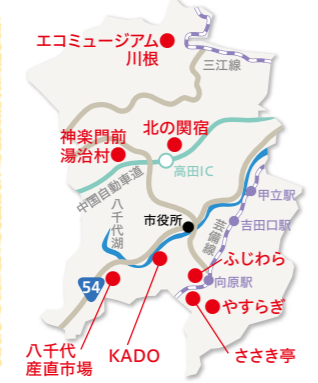 エコミュージアム
川根
三江線
北の関宿
神楽門前
湯治村
高田IC
中国自動車道
八千代湖
市役所
芸備線
甲立駅
吉田口駅
ふじわら
向原駅
54
やすらぎ
八千代
産直市場
KADO
ささき亭